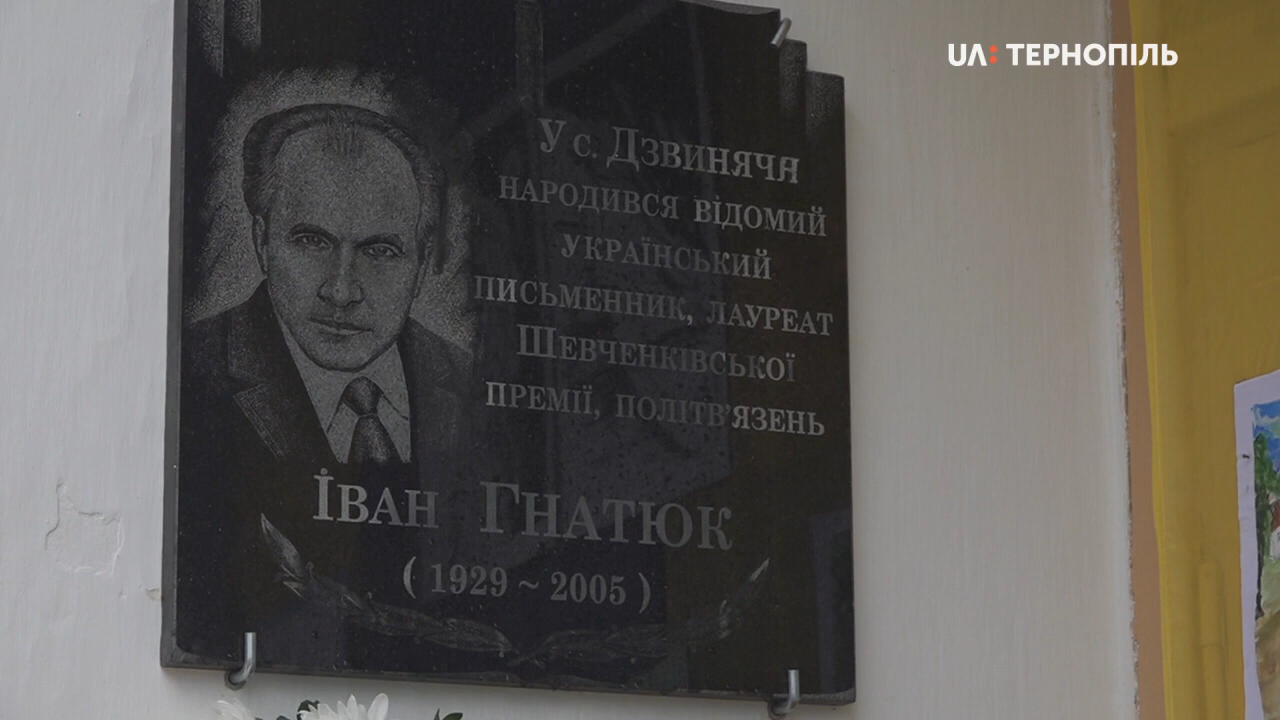 UA: ТЕРНОПІЛЬ
У с. Дзвиняча
народився відомий
український
письменник, лауреат
Шевченківської
премії, політв'язень
Іван Гнатюк
( 1929 ~ 2005 )